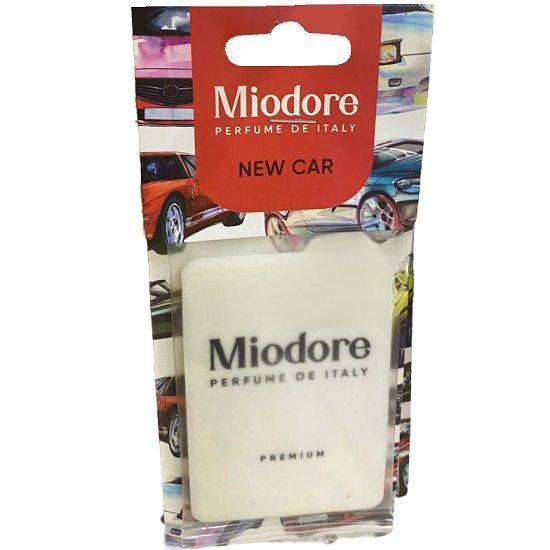 Miodore
PERFUME DE ITALY
NEW CAR
Miodore
PERFUME DE ITALY
PREMIUM